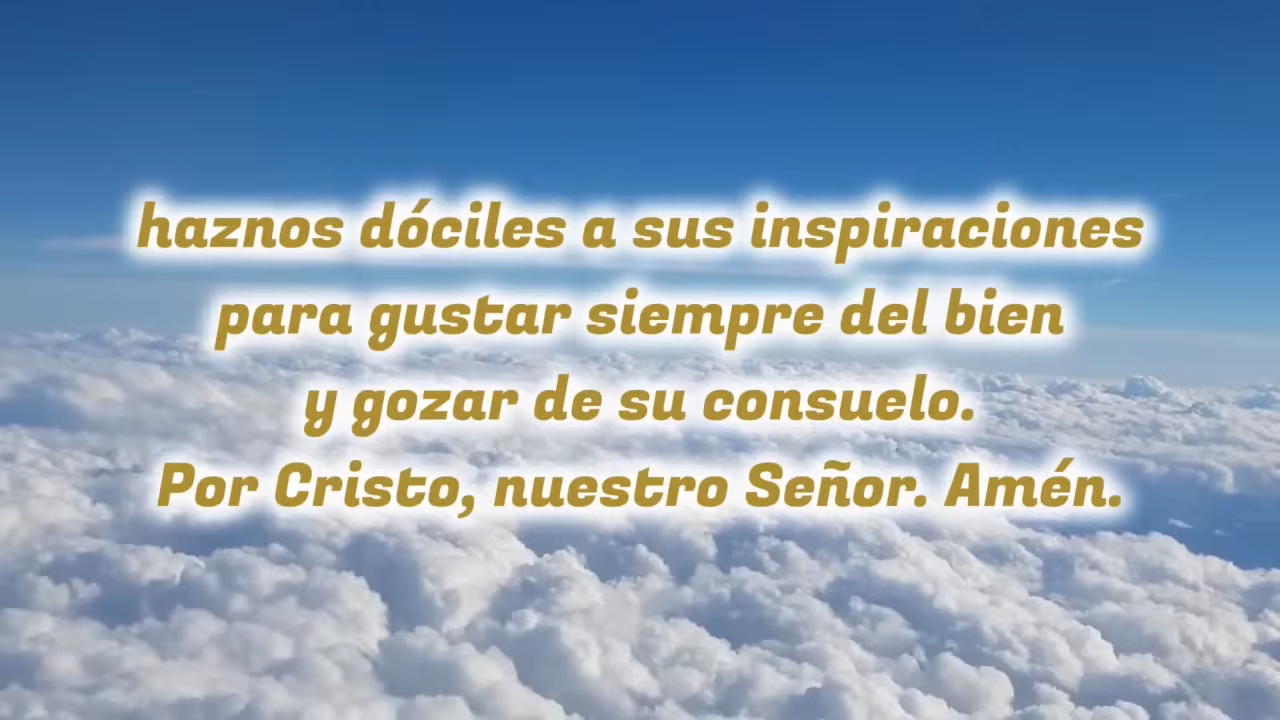 haznos dóciles a sus inspiraciones
para gustar siempre del bien
y gozar de su consuelo.
Por Cristo, nuestro Señor. Amén.